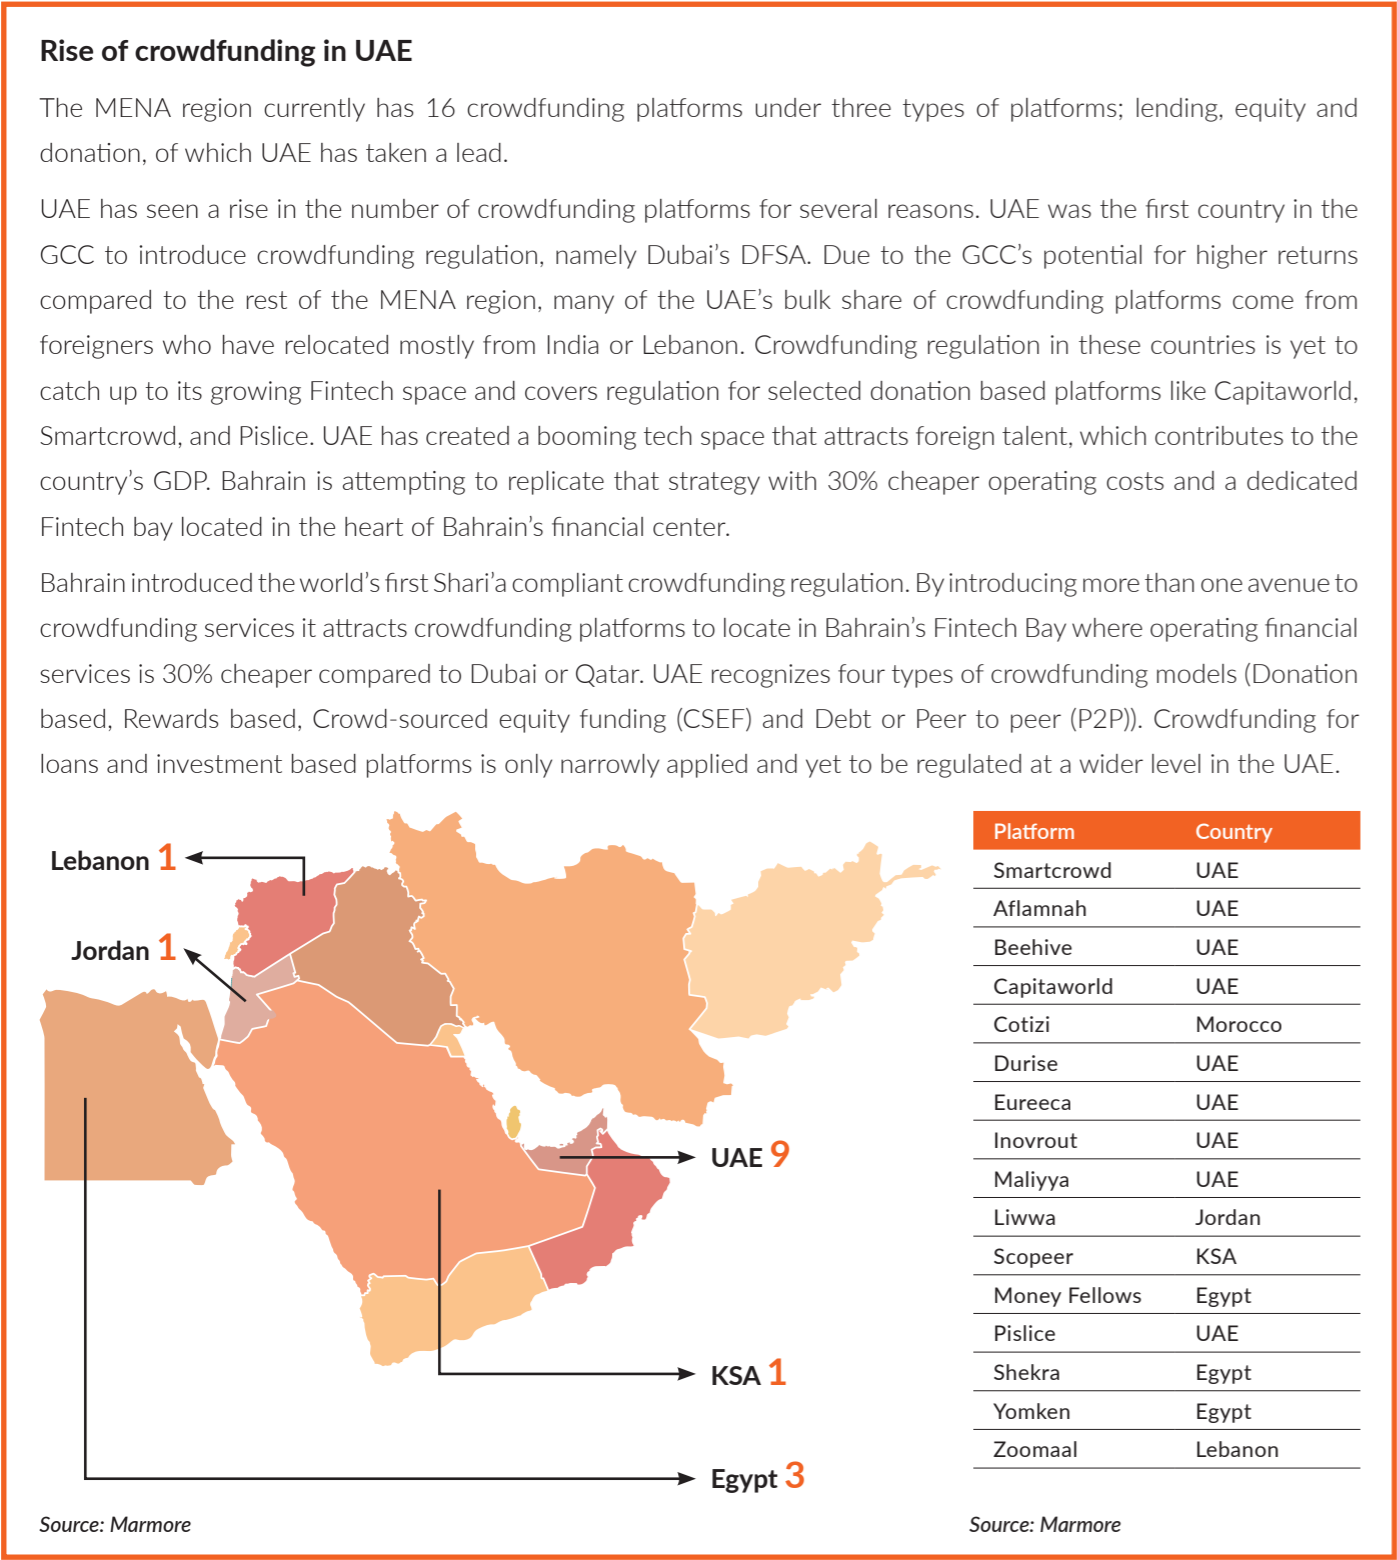 Rise of crowdfunding in UAE
The MENA region currently has 16 crowdfunding platforms under three types of platforms; lending, equity and
donation, of which UAE has taken a lead.
UAE has seen a rise in the number of crowdfunding platforms for several reasons. UAE was the first country in the
GCC to introduce crowdfunding regulation, namely Dubai’s DFSA. Due to the GCC’s potential for higher returns
compared to the rest of the MENA region, many of the UAE’s bulk share of crowdfunding platforms come from
foreigners who have relocated mostly from India or Lebanon. Crowdfunding regulation in these countries is yet to
catch up to its growing Fintech space and covers regulation for selected donation based platforms like Capitaworld,
Smartcrowd, and Pislice. UAE has created a booming tech space that attracts foreign talent, which contributes to the
country’s GDP. Bahrain is attempting to replicate that strategy with 30% cheaper operating costs and a dedicated
Fintech bay located in the heart of Bahrain’s financial center.
Bahrain introduced the world’s first Shari’a compliant crowdfunding regulation. By introducing more than one avenue to
crowdfunding services it attracts crowdfunding platforms to locate in Bahrain’s Fintech Bay where operating financial
services is 30% cheaper compared to Dubai or Qatar. UAE recognizes four types of crowdfunding models (Donation
based, Rewards based, Crowd-sourced equity funding (CSEF) and Debt or Peer to peer (P2P)). Crowdfunding for
loans and investment based platforms is only narrowly applied and yet to be regulated at a wider level in the UAE.
Lebanon 1
Jordan 1
UAE 9
KSA 1
Egypt 3
Source: Marmore
Platform Country
Smartcrowd UAE
Aflamnah UAE
Beehive UAE
Capitaworld UAE
Cotizi Morocco
Durise UAE
Eureeca UAE
Inovrout UAE
Maliyya UAE
Liwwa Jordan
Scopeer KSA
Money Fellows Egypt
Pislice UAE
Shekra Egypt
Yomken Egypt
Zoomaal Lebanon
Source: Marmore